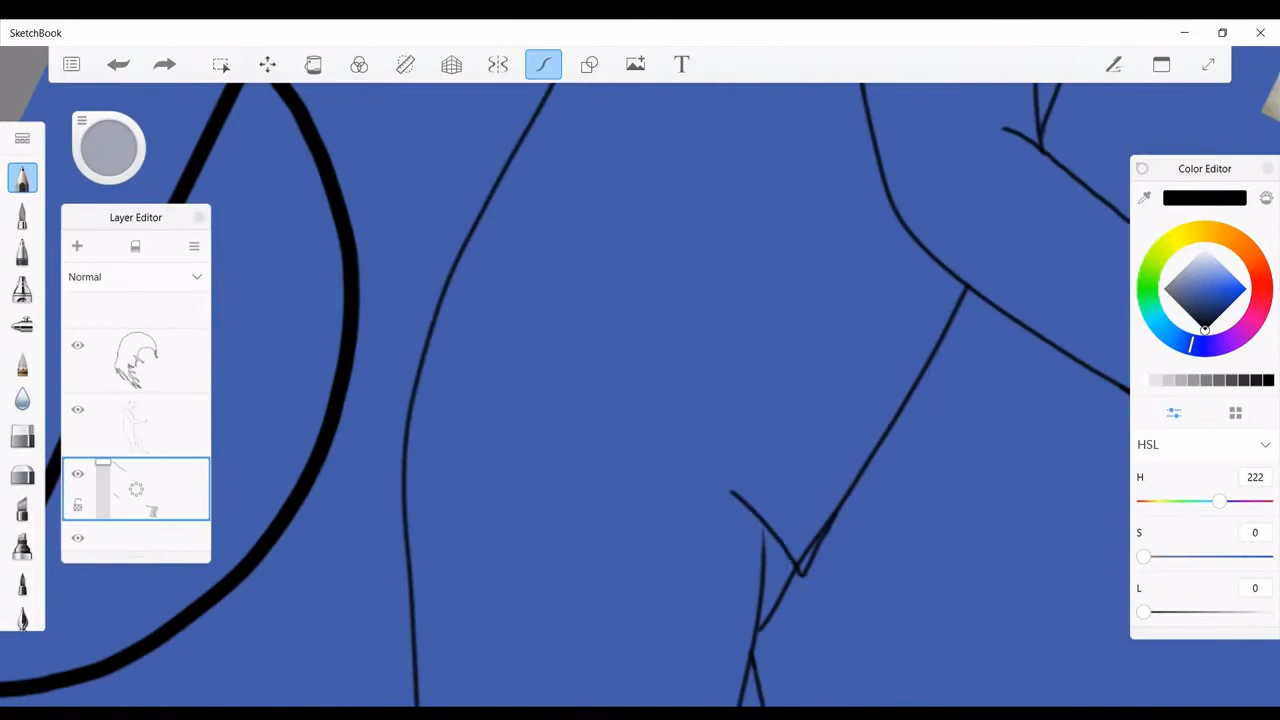 SketchBook
T
Color Editor
Layer Editor
Normal
HSL
H 222
S 0
L 0